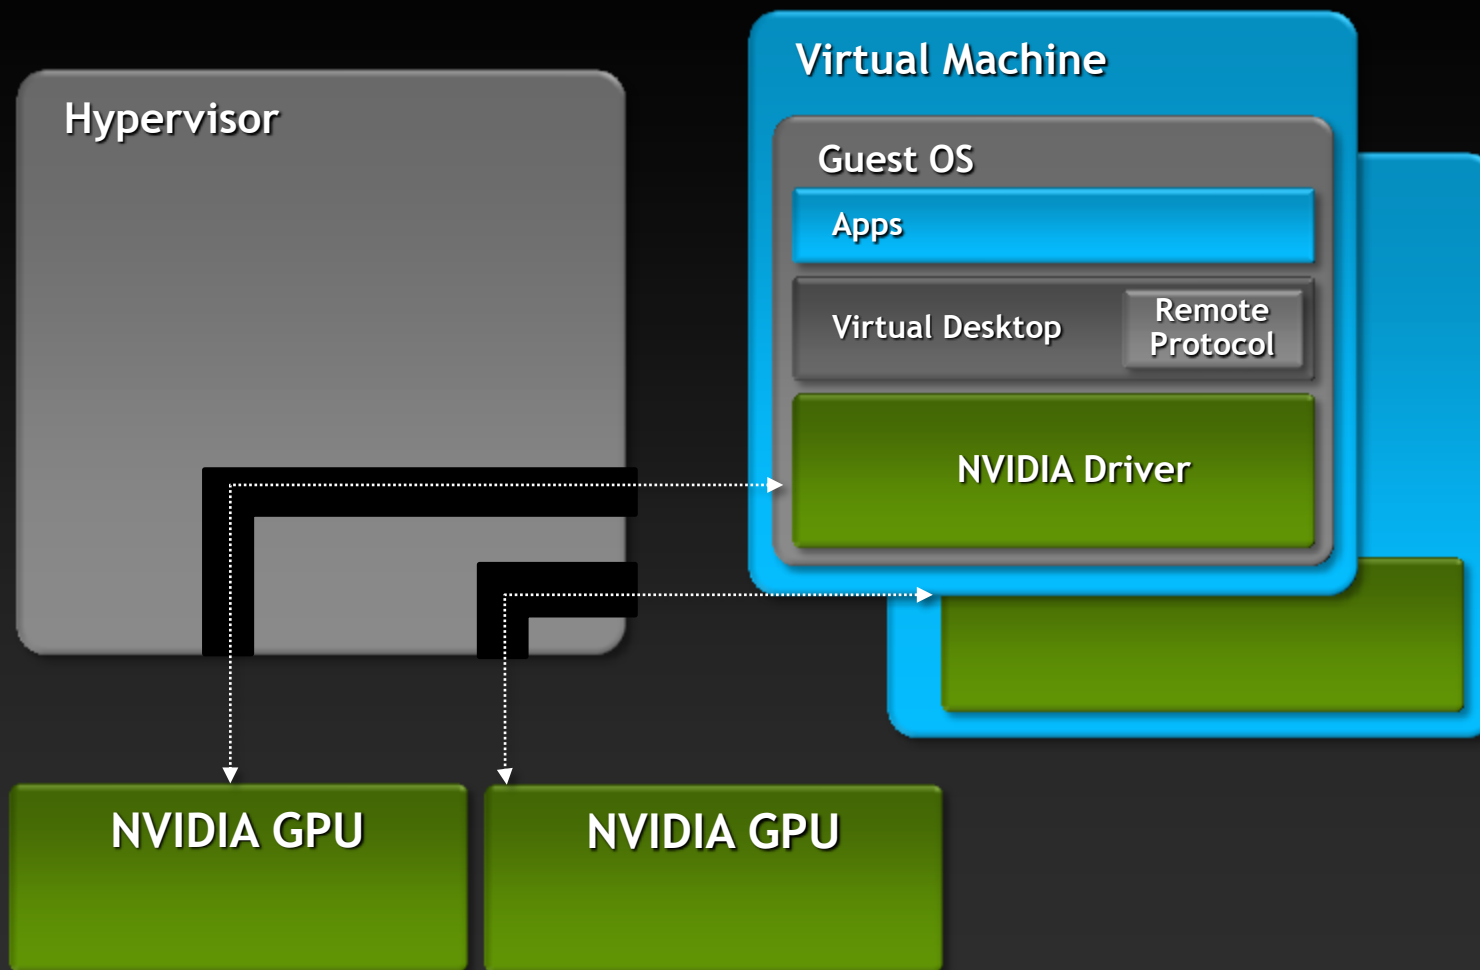 Hypervisor
Virtual Machine
Guest OS
Apps
Virtual Desktop
Remote
Protocol
NVIDIA Driver
NVIDIA GPU
NVIDIA GPU